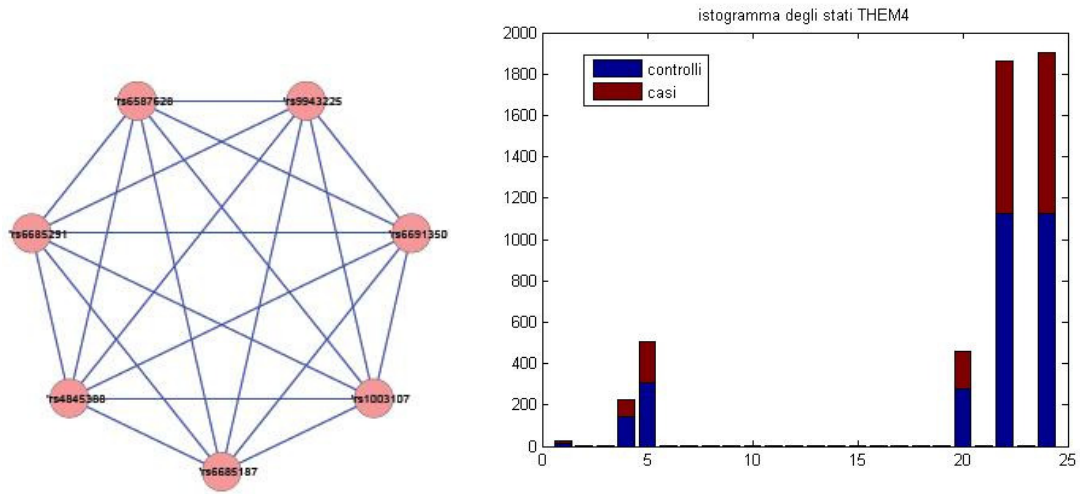 'rs6587628
'rs9943225
'rs6685291
'rs6691350
'rs4845388
'rs1003107
'rs6685187
istogramma degli stati THEM4
controlli
casi
2000
1800
1600
1400
1200
1000
800
600
400
200
0
0 5 10 15 20 25